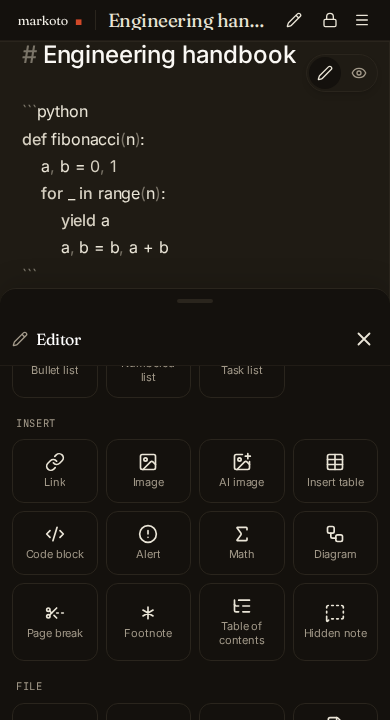 markoto
Engineering han...
# Engineering handbook
```python
def fibonacci(n):
    a, b = 0, 1
    for _ in range(n):
        yield a
        a, b = b, a + b
```
Editor
Bullet list
Numbered list
Task list
INSERT
Link
Image
AI image
Insert table
Code block
Alert
Math
Diagram
Page break
Footnote
Table of contents
Hidden note
FILE